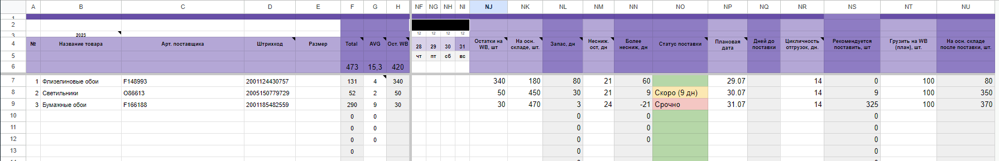 A B C D E F G H NF NG NH NI NJ NK NL NM NN NO NP NQ NR NS NT NU
1
2
3 2023 12 12 12 12
4 № Название товара Арт. поставщика Штрихкод Размер Total AVG Ост. WB 28 29 30 31 Остатки на WB, шт На осн. складе, шт. Запас, дн Несниж. ост, дн Более несниж, дн Статус поставки Плановая дата Дней до поставки Цикличность отгрузок, дн. Рекомендуется поставить, шт Грузить на WB (план), шт. На осн. складе после поставки, шт.
5 чт пт сб вс
6 473 15,3 420
7 1 Флизелиновые обои F148993 2001124430757 131 4 340 340 180 80 21 60 29.07 14 0 100 80
8 2 Светильники O86613 2005150779729 52 2 50 50 450 30 21 9 Скоро (9 дн) 30.07 14 9 100 350
9 3 Бумажные обои F166188 2001185482559 290 9 30 30 470 3 24 -21 Срочно 31.07 14 325 100 370
10 0 0 0 0 0
11 0 0 0 0 0
12 0 0 0 0 0
13 0 0 0